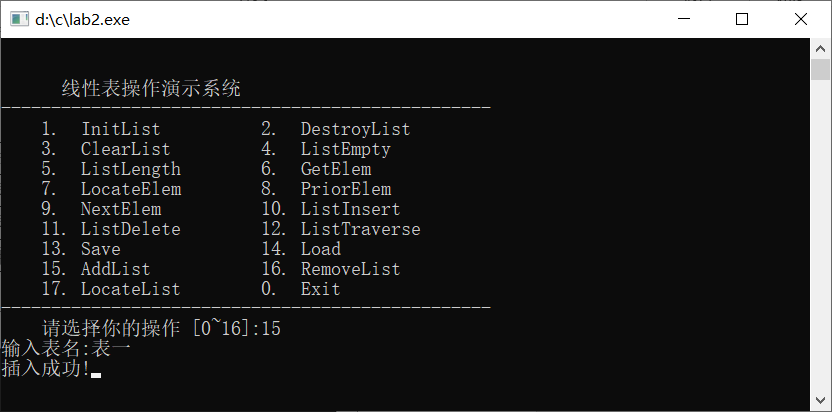 d:\c\lab2.exe
线性表操作演示系统
-------------------------------------------------
1. InitList 2. DestroyList
3. ClearList 4. ListEmpty
5. ListLength 6. GetElem
7. LocateElem 8. PriorElem
9. NextElem 10. ListInsert
11. ListDelete 12. ListTraverse
13. Save 14. Load
15. AddList 16. RemoveList
17. LocateList 0. Exit
-------------------------------------------------
请选择你的操作 [0~16]:15
输入表名:表一
插入成功!